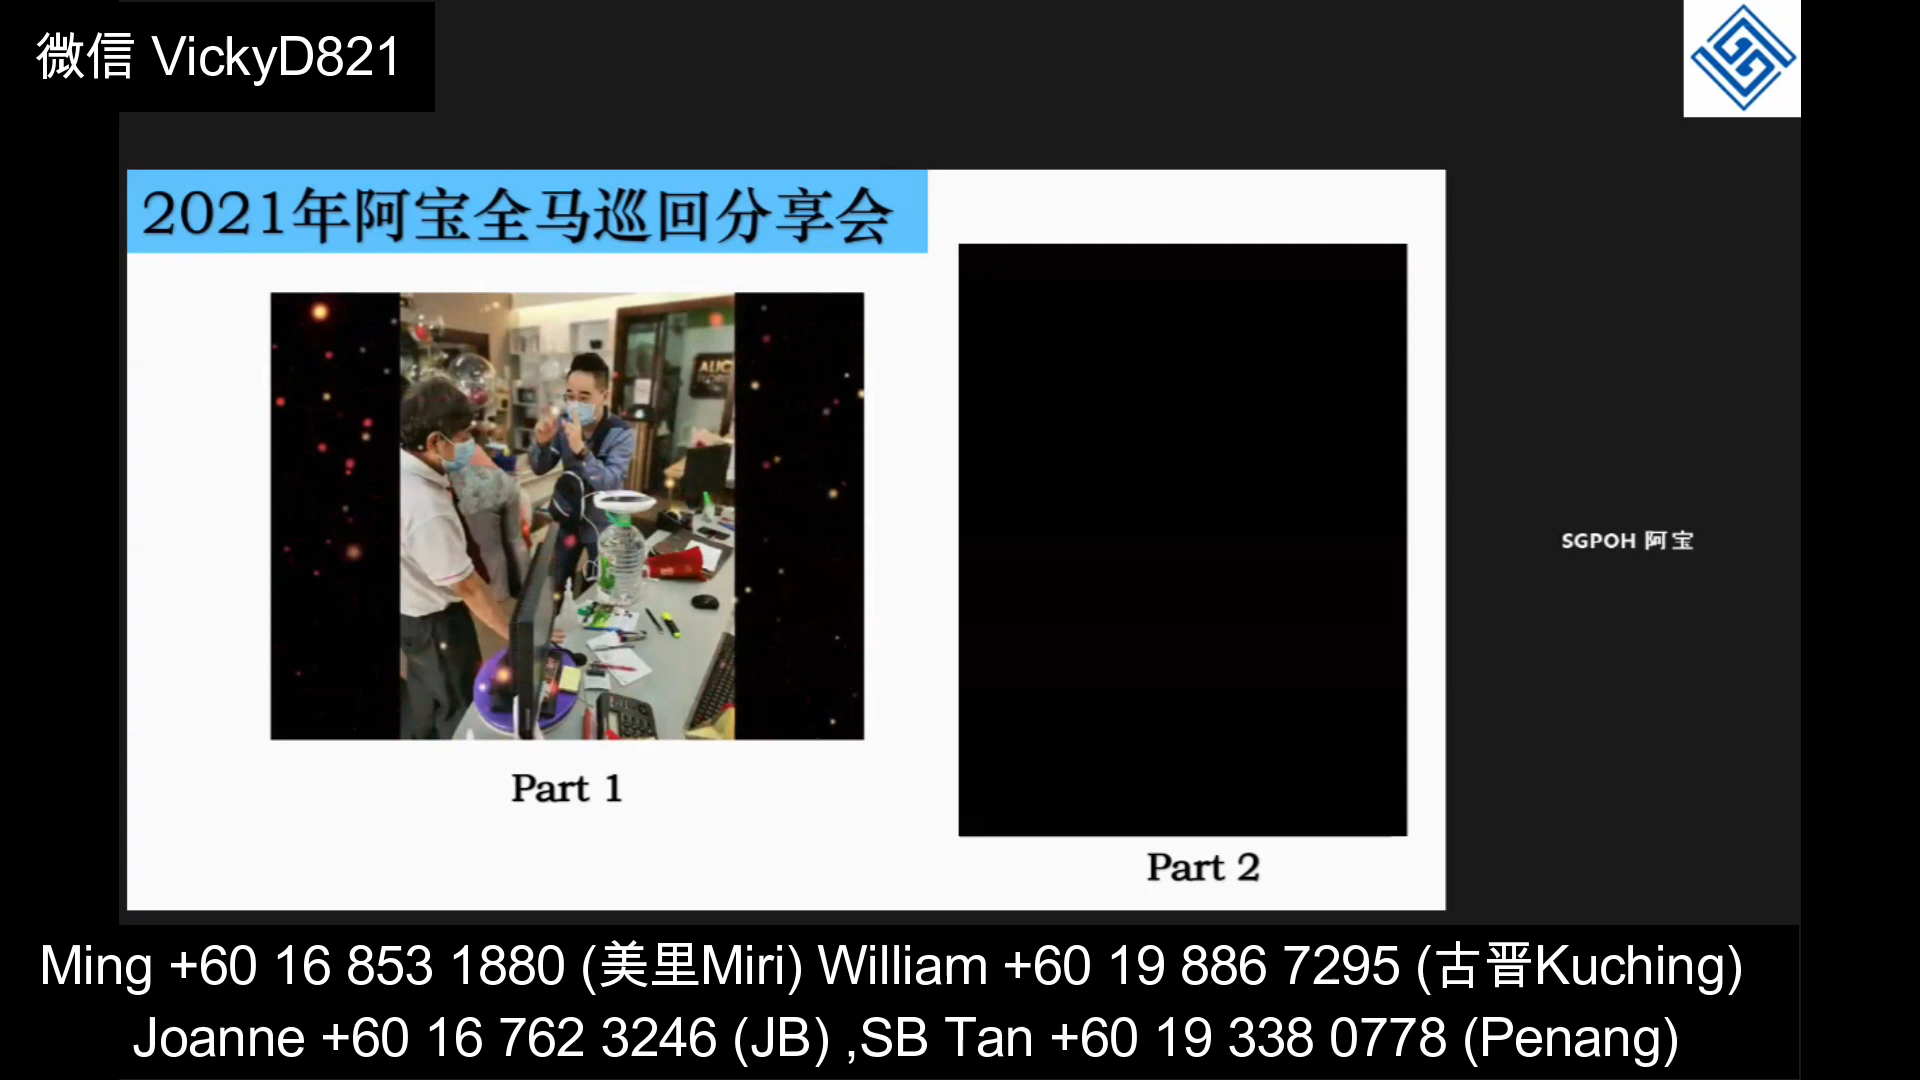 微信 VickyD821
2021年阿宝全马巡回分享会
Part 1
Part 2
SGPOH 阿宝
Ming +60 16 853 1880 (美里Miri) William +60 19 886 7295 (古晋Kuching)
Joanne +60 16 762 3246 (JB) ,SB Tan +60 19 338 0778 (Penang)